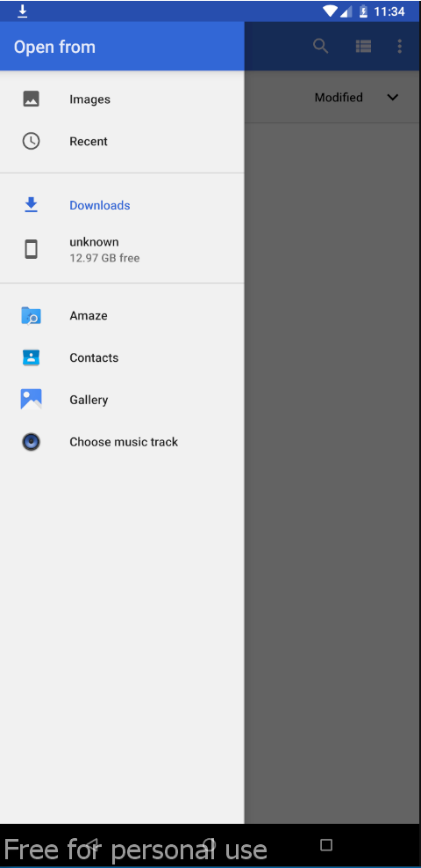 11:34
Open from
Images
Modified
Recent
Downloads
unknown
12.97 GB free
Amaze
Contacts
Gallery
Choose music track
Free for personal use